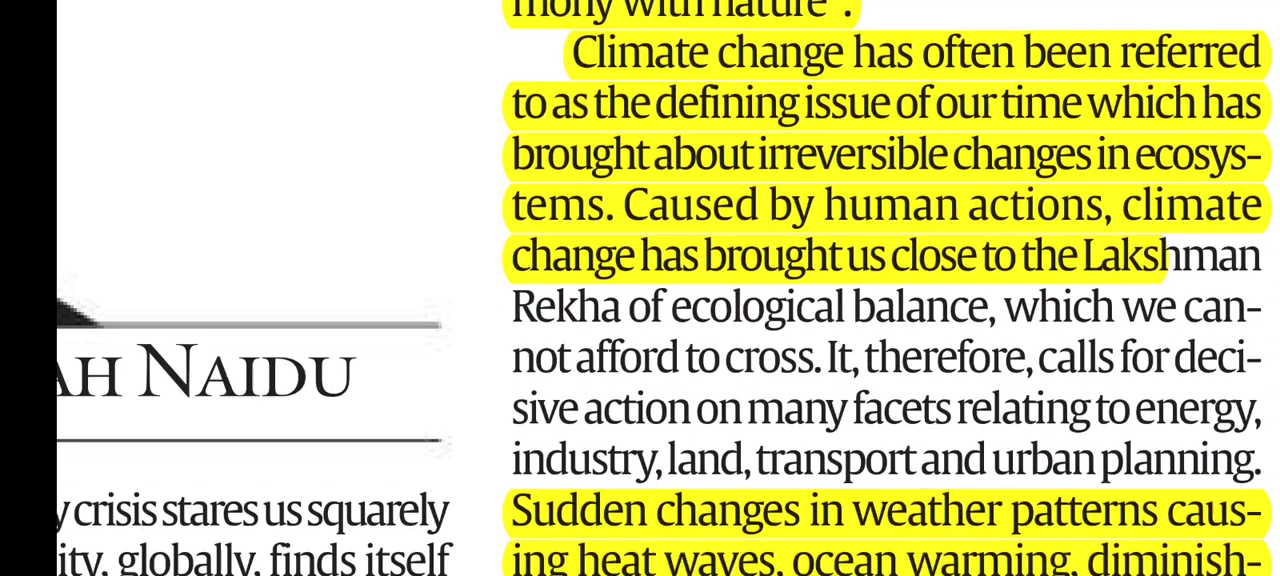 AH NAIDU
crisis stares us squarely
ity, globally, finds itself
mony with nature".
Climate change has often been referred
to as the defining issue of our time which has
brought about irreversible changes in ecosys-
tems. Caused by human actions, climate
change has brought us close to the Lakshman
Rekha of ecological balance, which we can-
not afford to cross. It, therefore, calls for deci-
sive action on many facets relating to energy,
industry, land, transport and urban planning.
Sudden changes in weather patterns caus-
ing heat waves, ocean warming, diminish-